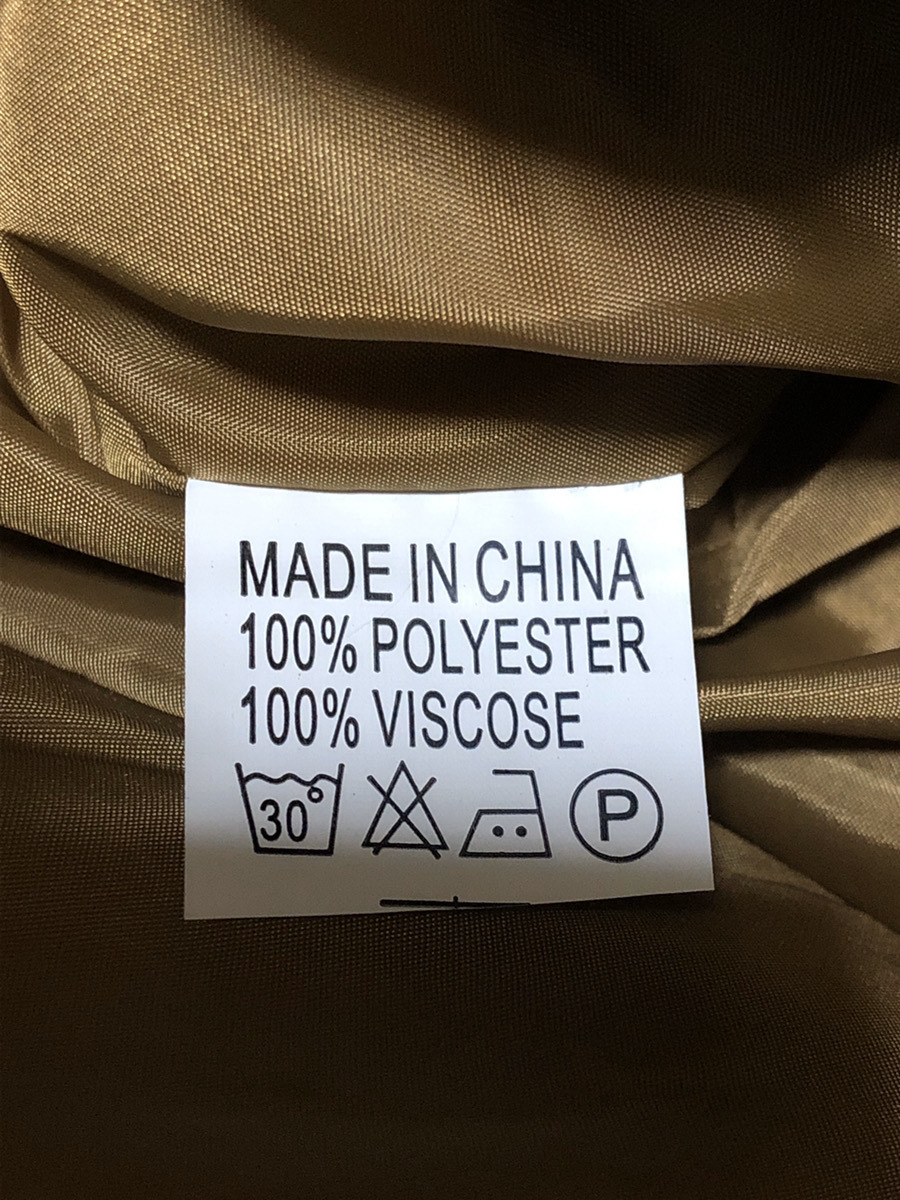 MADE IN CHINA
100% POLYESTER
100% VISCOSE
30°
P